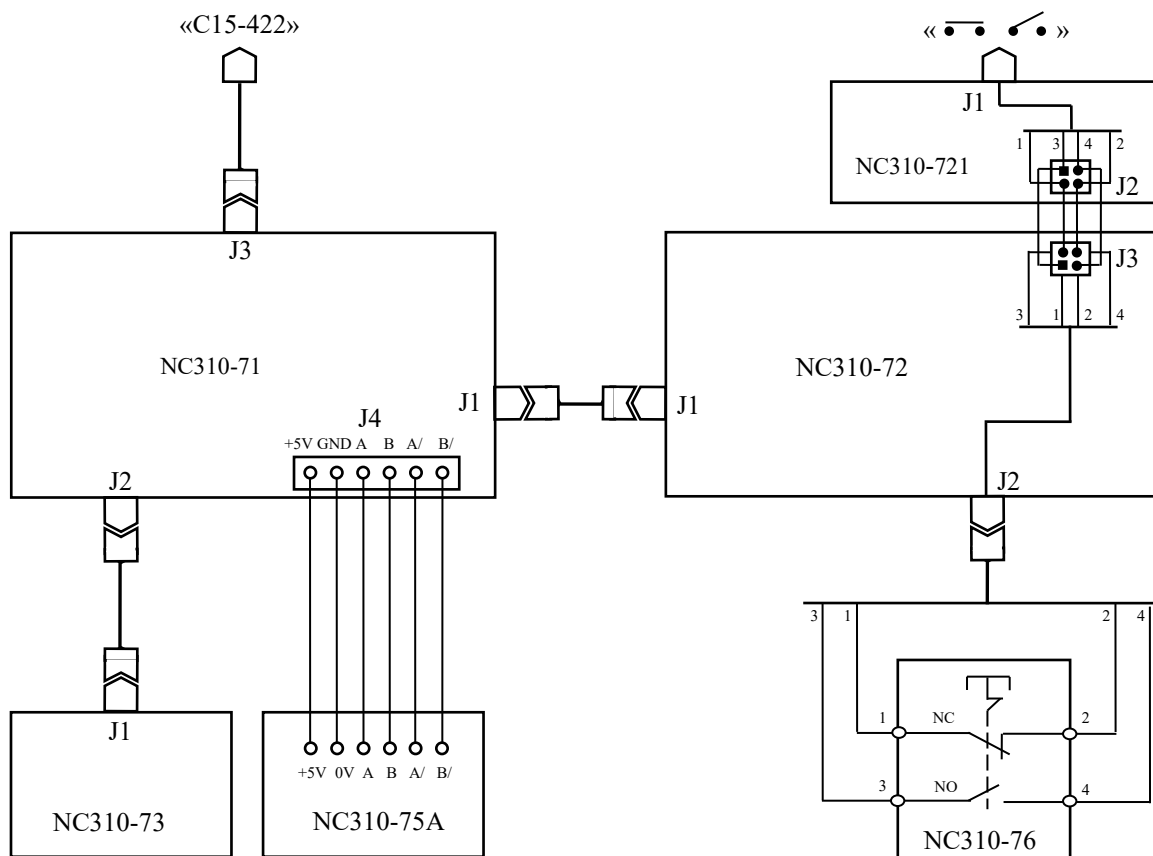 «C15-422»
« »
J1
1 3 4 2
NC310-721
J2
J3
J3
3 1 2 4
NC310-71
NC310-72
J1
J1
J4
+5V GND A B A/ B/
J2
J2
3 1 2 4
1 NC 2
J1
3 NO 4
+5V 0V A B A/ B/
NC310-73
NC310-75A
NC310-76